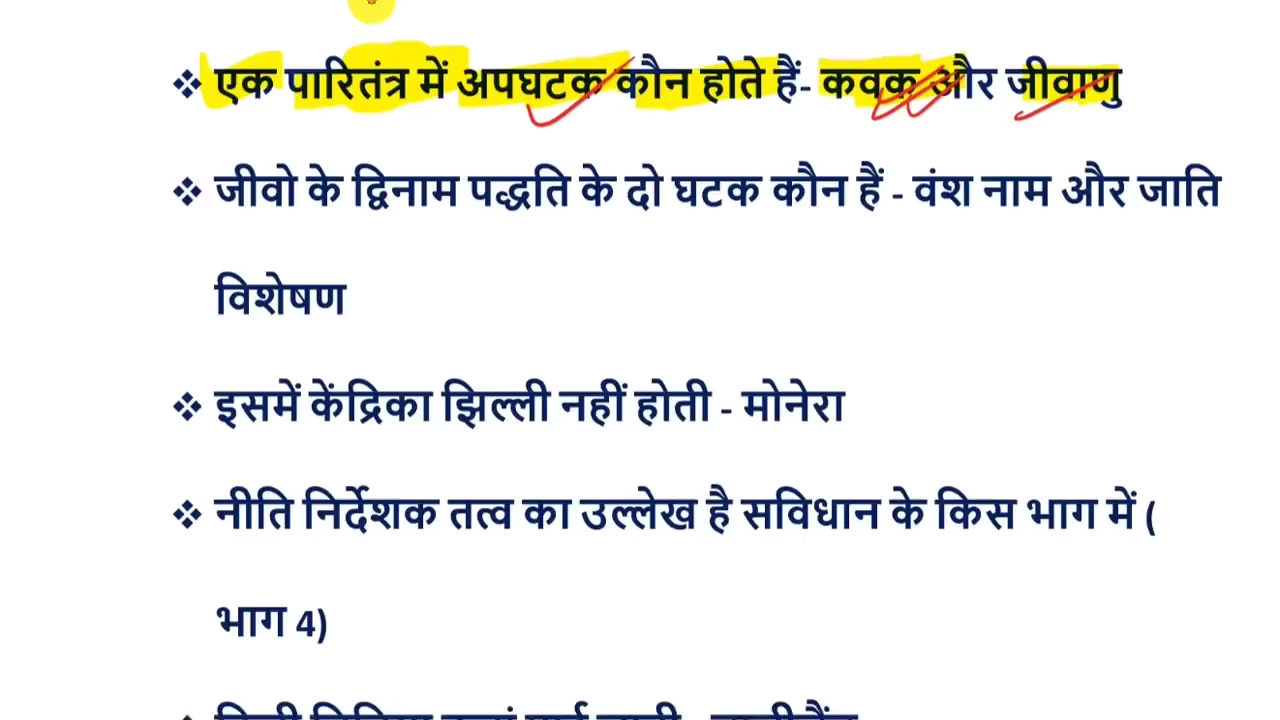 ❖ एक पारितंत्र में अपघटक कौन होते हैं- कवक और जीवाणु
❖ जीवो के द्विनाम पद्धति के दो घटक कौन हैं - वंश नाम और जाति
विशेषण
❖ इसमें केंद्रिका झिल्ली नहीं होती - मोनेरा
❖ नीति निर्देशक तत्व का उल्लेख है सविधान के किस भाग में (
भाग 4)